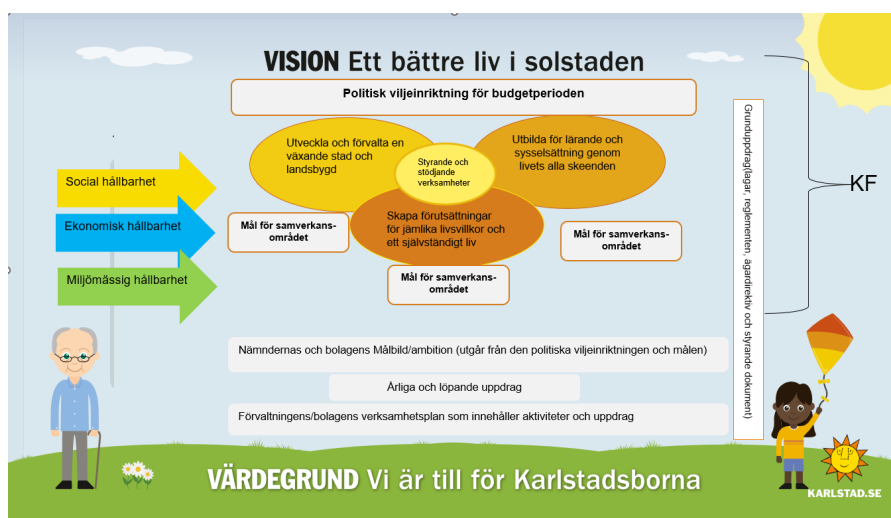 VISION Ett bättre liv i solstaden
Politisk viljeinriktning för budgetperioden
Utveckla och förvalta en
växande stad och
landsbygd
Styrande och
stödjande
verksamheter
Utbilda för lärande och
sysselsättning genom
livets alla skeenden
Skapa förutsättningar
för jämlika livsvillkor och
ett självständigt liv
Social hållbarhet
Ekonomisk hållbarhet
Miljömässig hållbarhet
Mål för samverkans-
området
Mål för samverkans-
området
Mål för samverkans-
området
Grunduppdrag(lagar, reglementen, ägardirektiv och styrande dokument)
KF
Nämndernas och bolagens Målbild/ambition (utgår från den politiska viljeinriktningen och målen)
Årliga och löpande uppdrag
Förvaltningens/bolagens verksamhetsplan som innehåller aktiviteter och uppdrag
VÄRDEGRUND Vi är till för Karlstadsborna
KARLSTAD.SE